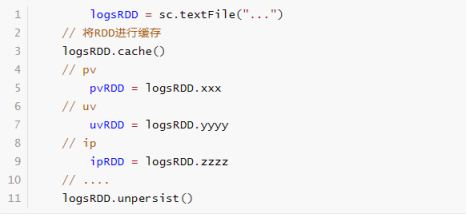 1 logsRDD = sc.textFile("...")
2 // 将RDD进行缓存
3 logsRDD.cache()
4 // pv
5 pvRDD = logsRDD.xxx
6 // uv
7 uvRDD = logsRDD.yyyy
8 // ip
9 ipRDD = logsRDD.zzzz
10 // ....
11 logsRDD.unpersist()